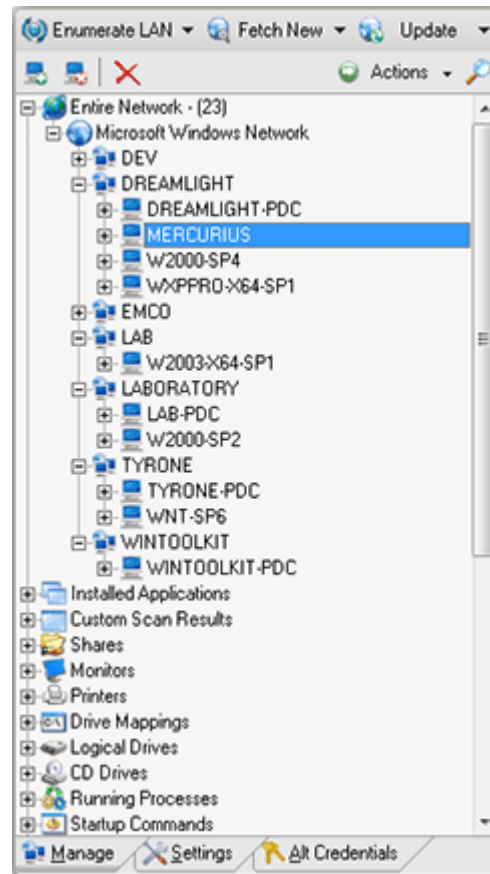 Enumerate LAN Fetch New Update
Actions
Entire Network - (23)
Microsoft Windows Network
DEV
DREAMLIGHT
DREAMLIGHT-PDC
MERCURIUS
W2000-SP4
WXPPRO-X64-SP1
EMCO
LAB
W2003-X64-SP1
LABORATORY
LAB-PDC
W2000-SP2
TYRONE
TYRONE-PDC
WNT-SP6
WINTOOLKIT
WINTOOLKIT-PDC
Installed Applications
Custom Scan Results
Shares
Monitors
Printers
Drive Mappings
Logical Drives
CD Drives
Running Processes
Startup Commands
Manage Settings Alt Credentials